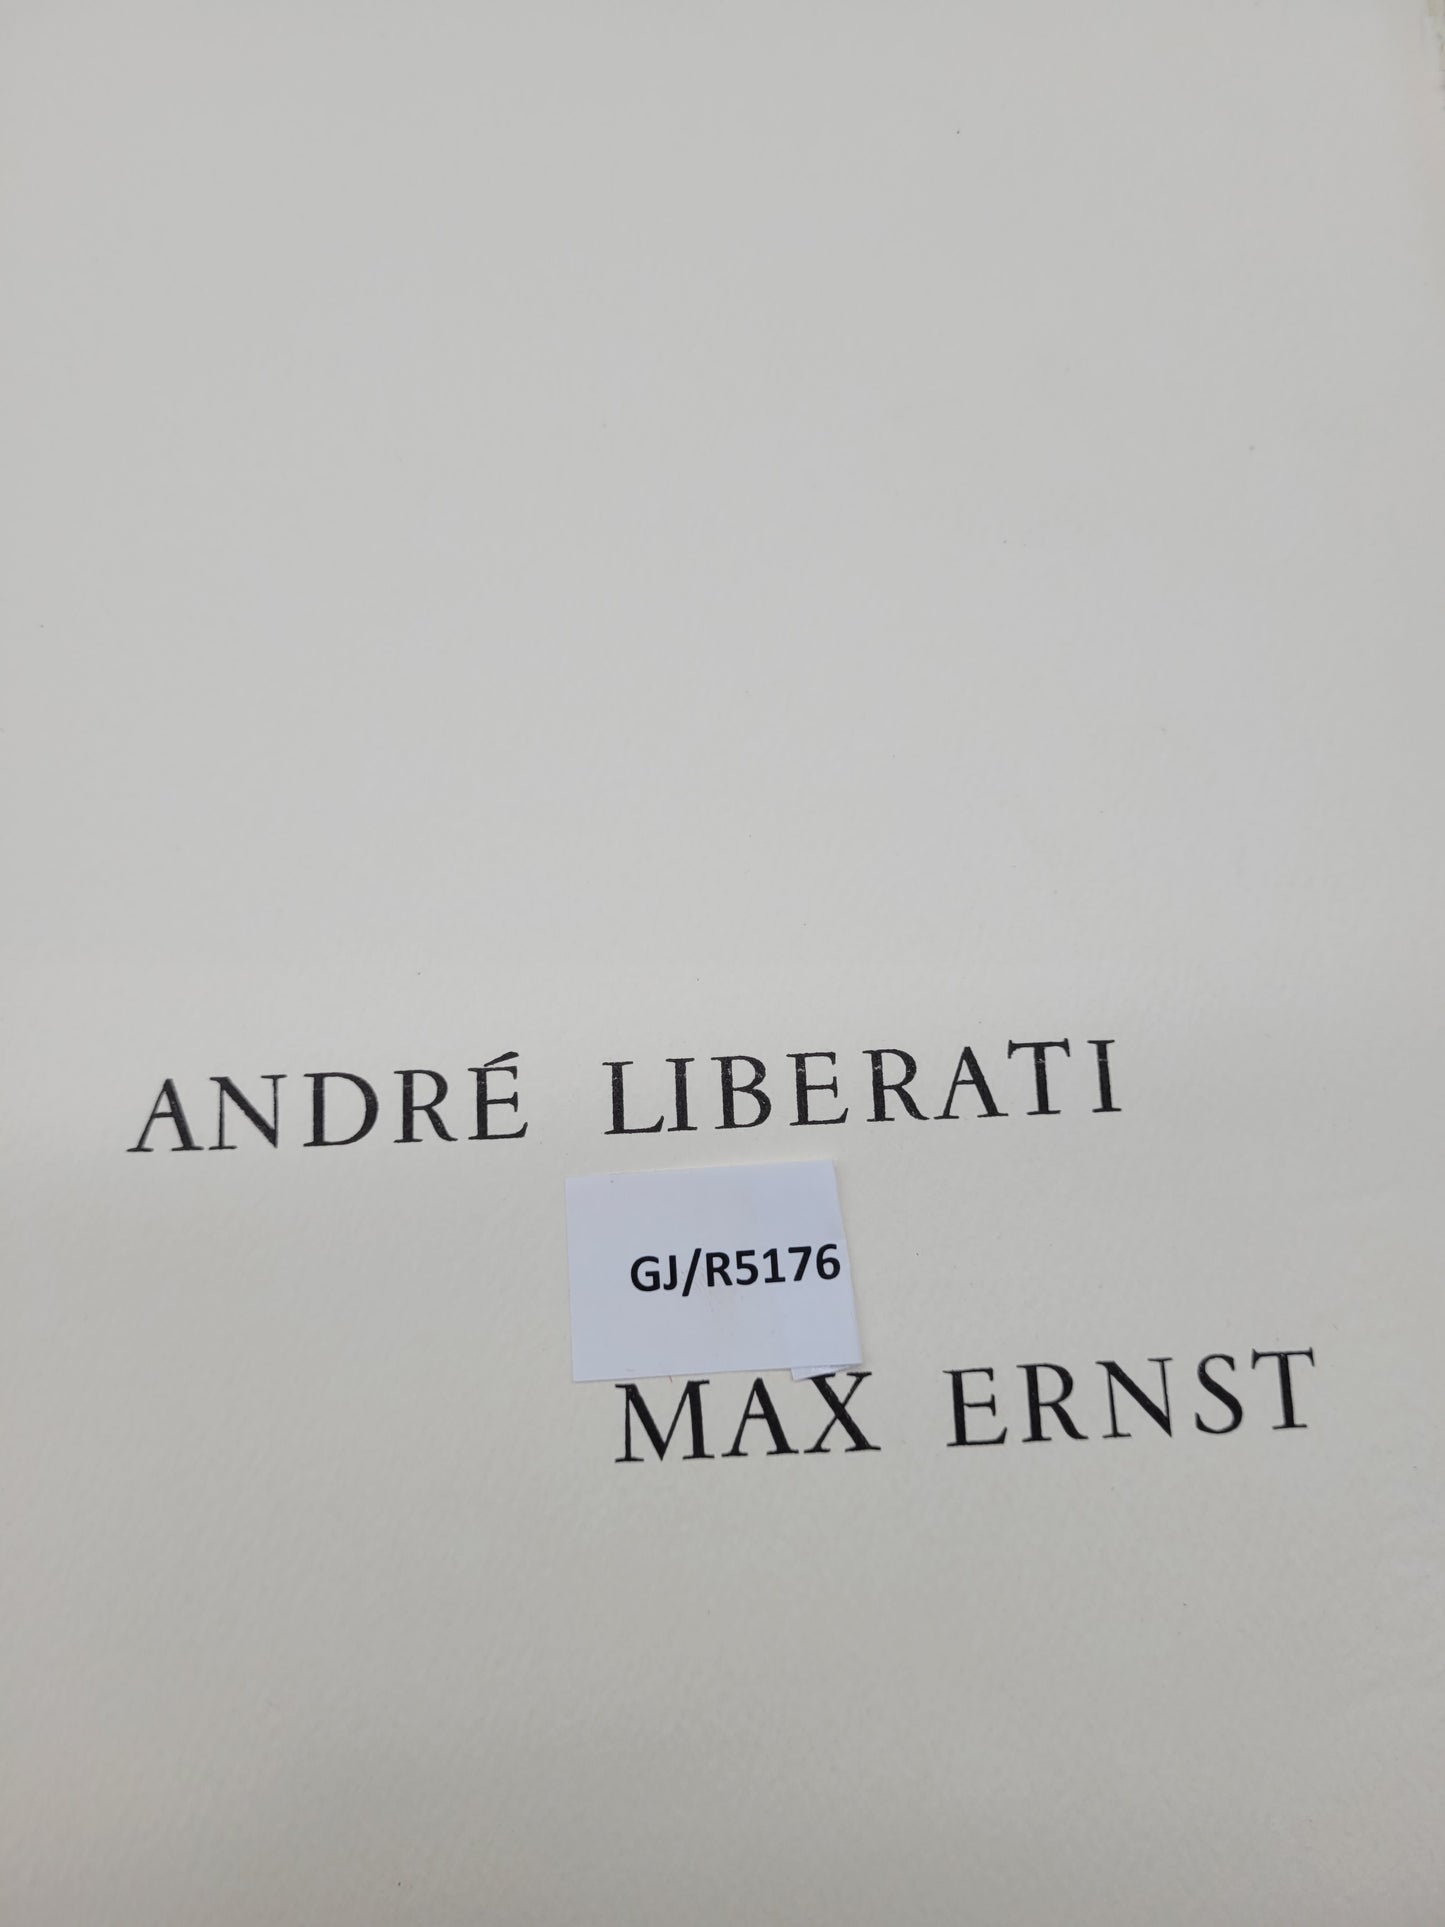 ANDRÉ LIBERATI
GJ/R5176
MAX ERNST